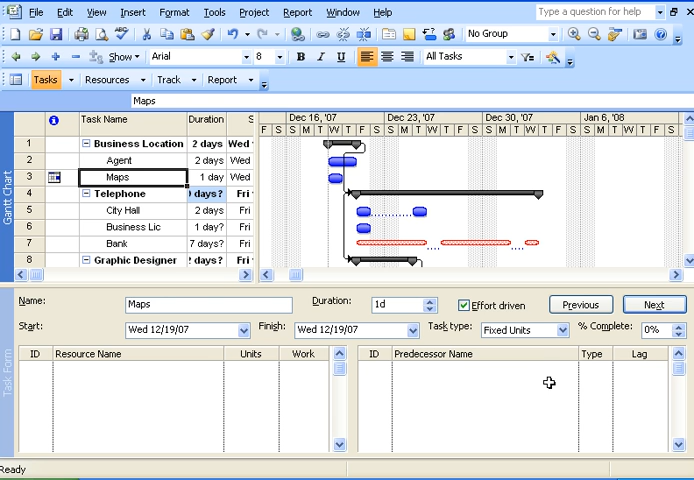 File Edit View Insert Format Tools Project Report Window Help Type a question for help
No Group
Show Arial 8 B I U All Tasks Y=
Tasks Resources Track Report
Maps
Task Name Duration S Dec 16, '07 Dec 23, '07 Dec 30, '07 Jan 6, '08
F S S M T W T F S S M T W T F S S M T W T F S S M T W T F S
1 Business Location 2 days Wed
2 Agent 2 days Wed
3 Maps 1 day Wed
4 Telephone days? Fri
5 City Hall 2 days Fri
6 Business Lic 1 day? Fri
7 Bank 7 days? Fri
8 Graphic Designer days? Fri
Gantt Chart
Name: Maps Duration: 1d Effort driven Previous Next
Start: Wed 12/19/07 Finish: Wed 12/19/07 Task type: Fixed Units % Complete: 0%
ID Resource Name Units Work ID Predecessor Name Type Lag
Task Form
Ready